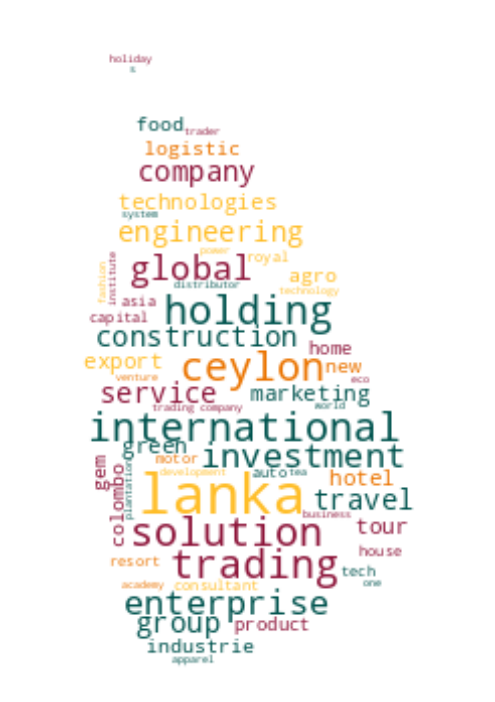 holiday
s
food
trader
logistic
company
technologies
system
engineering
power
royal
fashion
institute
global
agro
distributor
technology
asia
holding
capital
construction
home
export
ceylon
new
venture
eco
service
marketing
trading company
world
international
green
investment
motor
gem
colombo
plantation
development
auto
tea
hotel
lanka
travel
business
solution
tour
house
resort
trading
tech
academy
consultant
one
enterprise
group
product
industrie
apparel